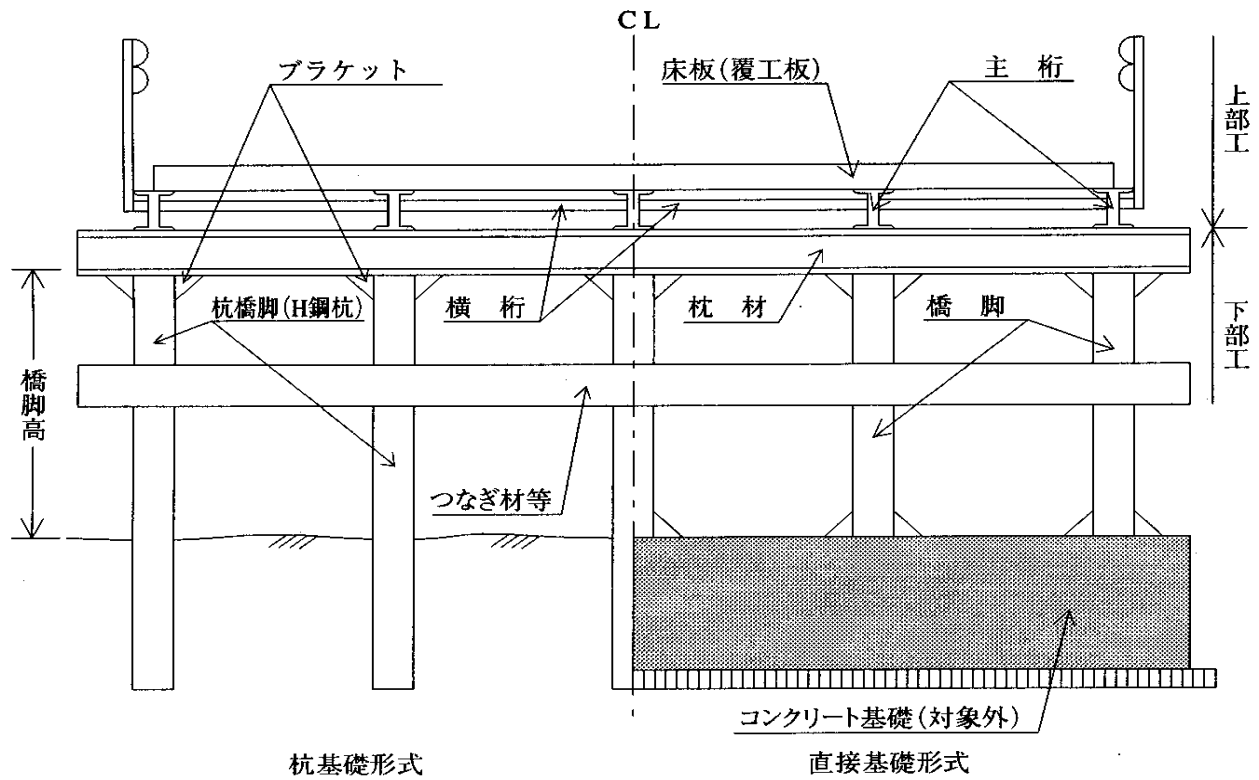 CL
ブラケット
床板(覆工板)
主 桁
上部工
杭橋脚(H鋼杭)
横 桁
枕 材
橋 脚
下部工
橋脚高
つなぎ材等
コンクリート基礎(対象外)
杭基礎形式
直接基礎形式